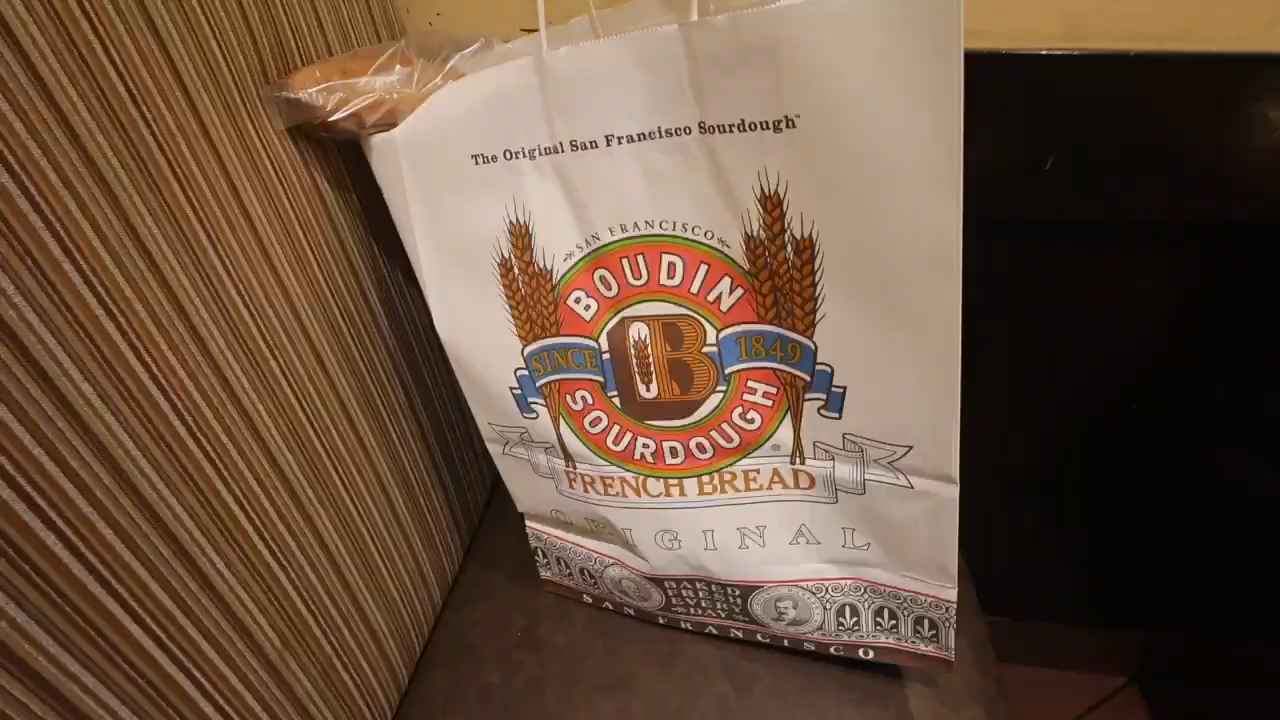 The Original San Francisco Sourdough™
SAN FRANCISCO
BOUDIN
SINCE B 1849
SOURDOUGH
®
FRENCH BREAD
ORIGINAL
BAKED
FRESH
EVERY
DAY
SAN FRANCISCO